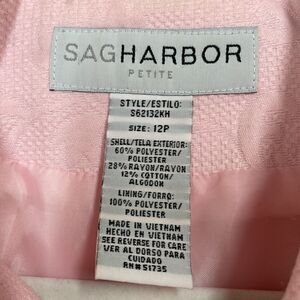 SAGHARBOR
PETITE
STYLE/ESTILO:
S62132KH
SIZE: 12P
SHELL/TELA EXTERIOR:
60% POLYESTER/
POLIESTER
28% RAYON/RAYON
12% COTTON/
ALGODON
LINING/FORRO:
100% POLYESTER/
POLIESTER
MADE IN VIETNAM
HECHO EN VIETNAM
SEE REVERSE FOR CARE
VER AL DORSO PARA
CUIDADO
RN# 51735